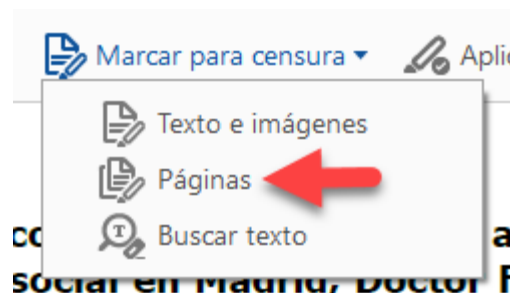 Marcar para censura
Texto e imágenes
Páginas
Buscar texto
social en Madrid, Doctor